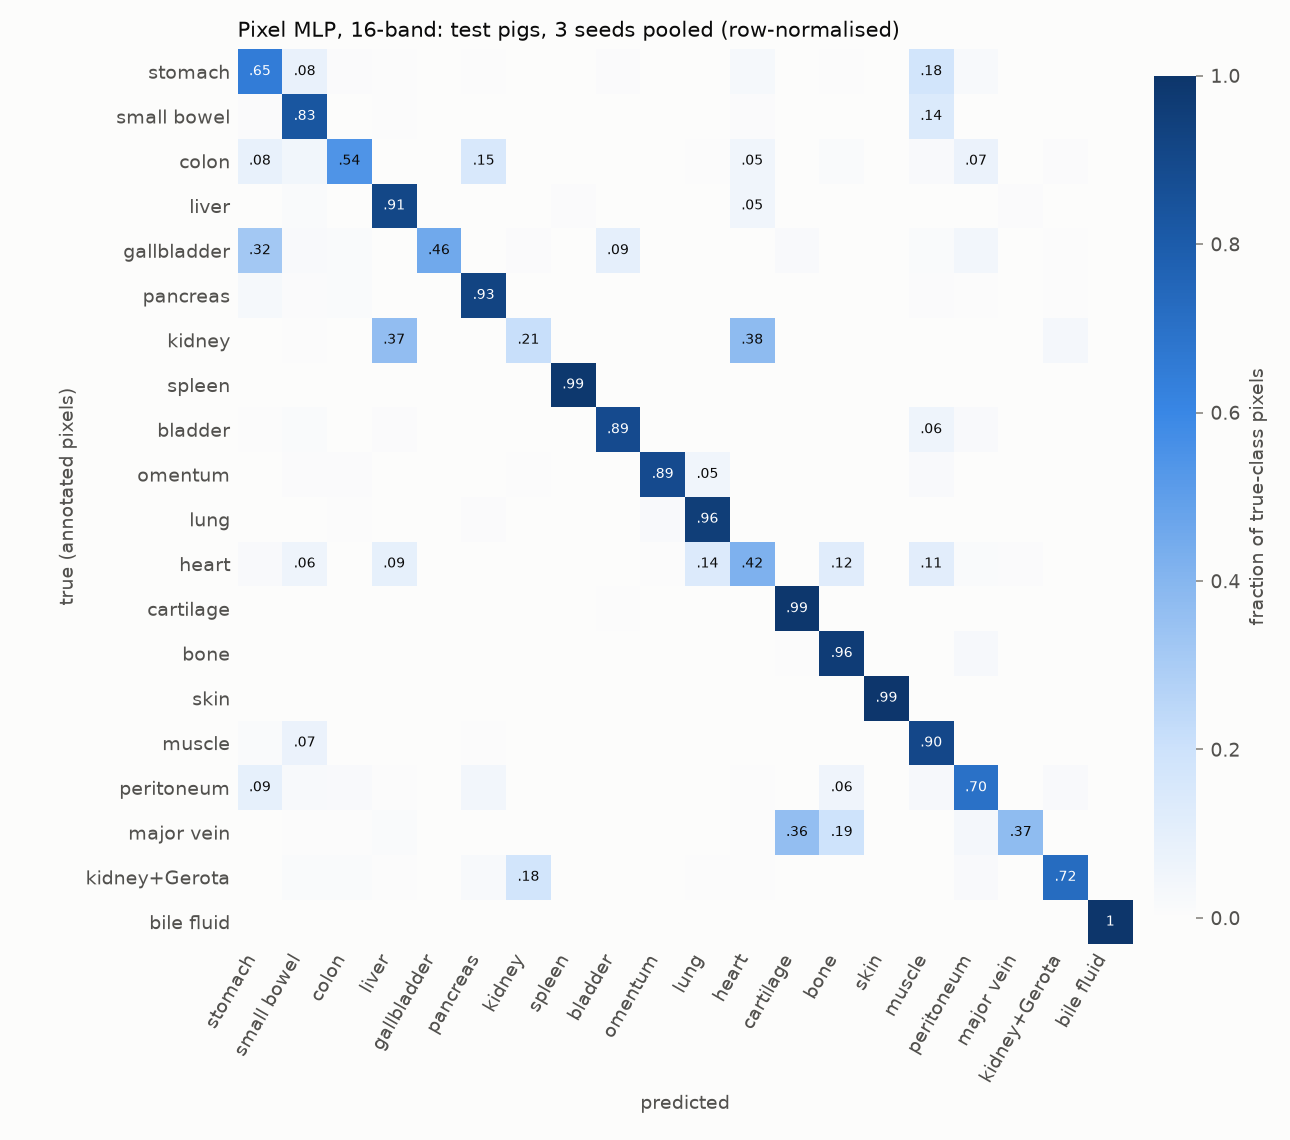 Pixel MLP, 16-band: test pigs, 3 seeds pooled (row-normalised)
stomach .65 .08 .18
small bowel .83 .14
colon .08 .54 .15 .05 .07
liver .91 .05
gallbladder .32 .46 .09
pancreas .93
kidney .37 .21 .38
spleen .99
bladder .89 .06
omentum .89 .05
lung .96
heart .06 .09 .14 .42 .12 .11
cartilage .99
bone .96
skin .99
muscle .07 .90
peritoneum .09 .06 .70
major vein .36 .19 .37
kidney+Gerota .18 .72
bile fluid 1
true (annotated pixels)
stomach
small bowel
colon
liver
gallbladder
pancreas
kidney
spleen
bladder
omentum
lung
heart
cartilage
bone
skin
muscle
peritoneum
major vein
kidney+Gerota
bile fluid
predicted
1.0
0.8
0.6
0.4
0.2
0.0
fraction of true-class pixels